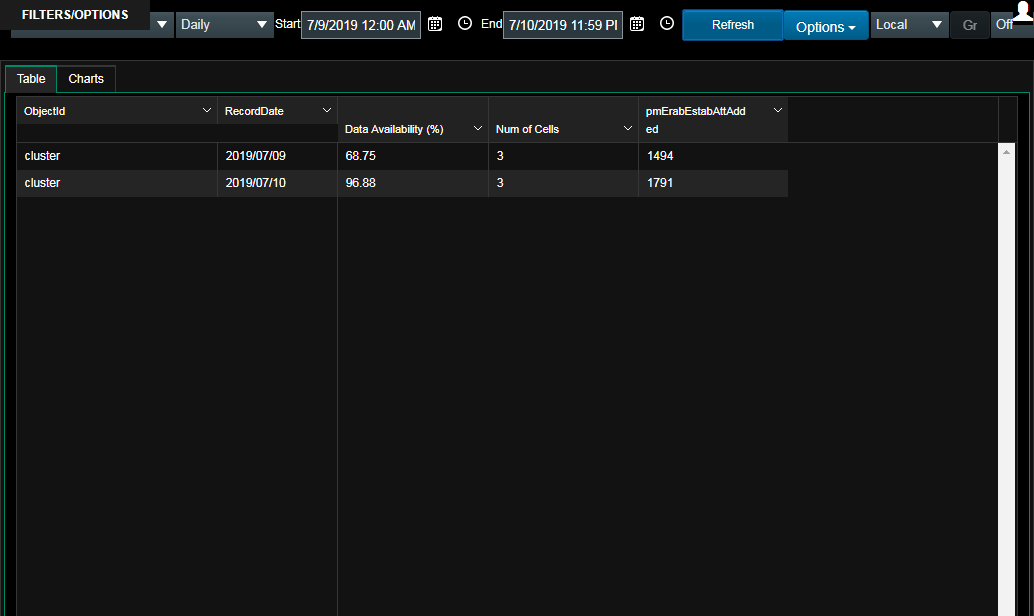 FILTERS/OPTIONS
Daily
Start 7/9/2019 12:00 AM
End 7/10/2019 11:59 PI
Refresh
Options
Local
Gr
Off
Table Charts
ObjectId RecordDate Data Availability (%) Num of Cells pmErabEstabAttAdd
ed
cluster 2019/07/09 68.75 3 1494
cluster 2019/07/10 96.88 3 1791